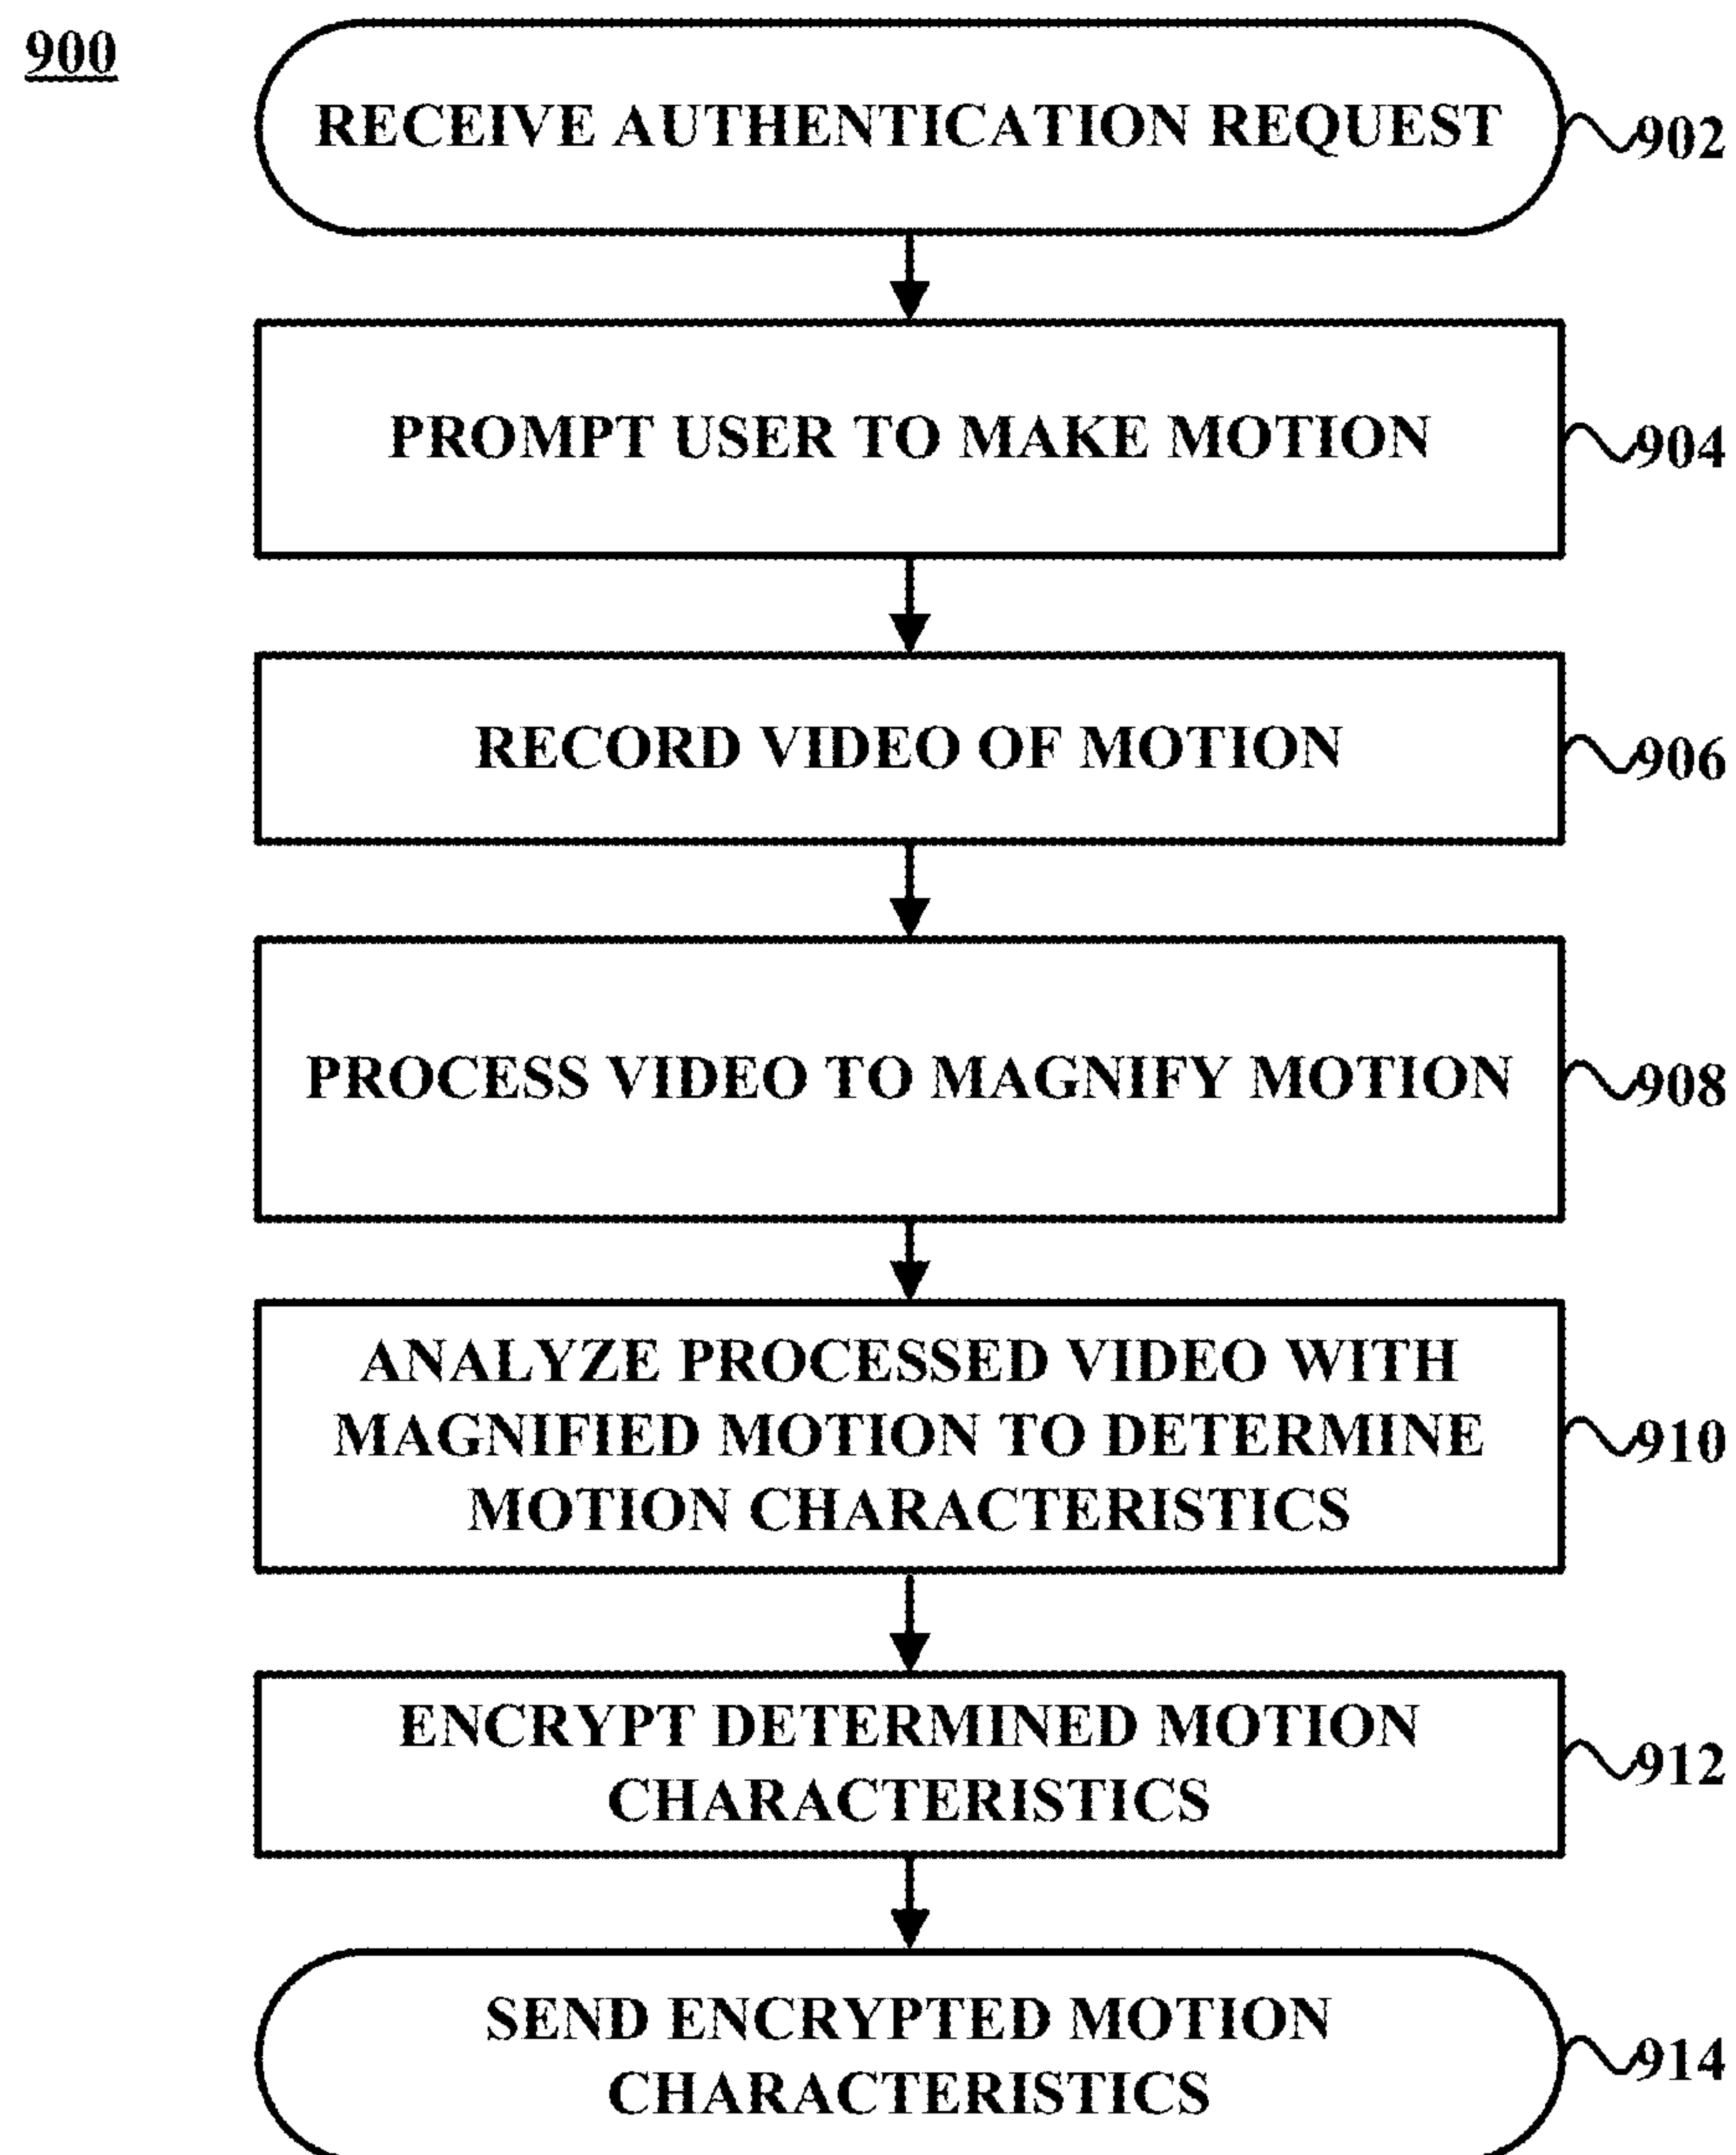 900
RECEIVE AUTHENTICATION REQUEST
902
PROMPT USER TO MAKE MOTION
904
RECORD VIDEO OF MOTION
906
PROCESS VIDEO TO MAGNIFY MOTION
908
ANALYZE PROCESSED VIDEO WITH
MAGNIFIED MOTION TO DETERMINE
MOTION CHARACTERISTICS
910
ENCRYPT DETERMINED MOTION
CHARACTERISTICS
912
SEND ENCRYPTED MOTION
CHARACTERISTICS
914